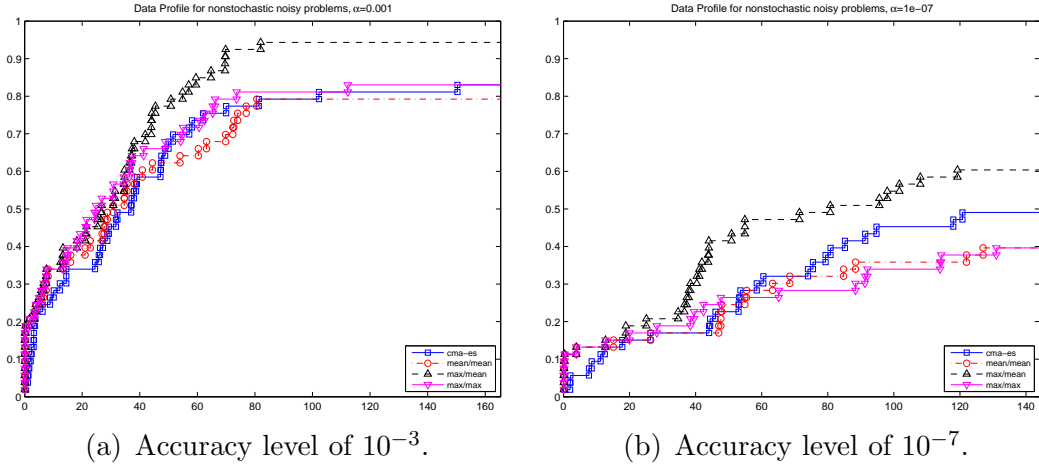 Data Profile for nonstochastic noisy problems, α=0.001
1
0.9
0.8
0.7
0.6
0.5
0.4
0.3
0.2
0.1
0
0 20 40 60 80 100 120 140 160
cma-es
mean/mean
max/mean
max/max
(a) Accuracy level of 10⁻³.
Data Profile for nonstochastic noisy problems, α=1e-07
1
0.9
0.8
0.7
0.6
0.5
0.4
0.3
0.2
0.1
0
0 20 40 60 80 100 120 140
cma-es
mean/mean
max/mean
max/max
(b) Accuracy level of 10⁻⁷.